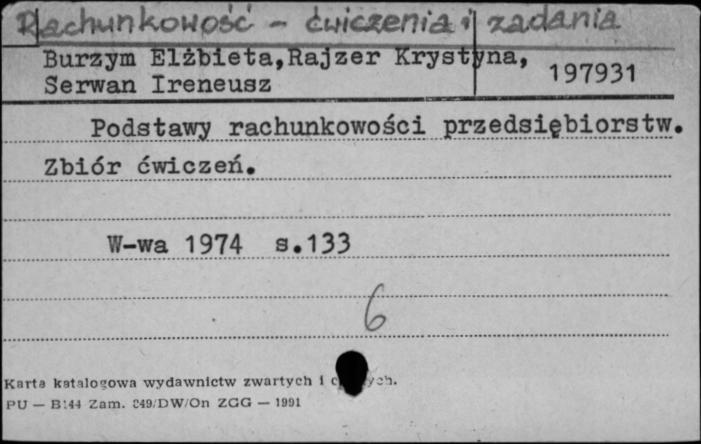 Rachunkowość - ćwiczenia i zadania
Burzym Elżbieta,Rajzer Krystyna,
Serwan Ireneusz
197931
Podstawy rachunkowości przedsiębiorstw.
Zbiór ćwiczeń.
W-wa 1974 s.133
6
Karta katalogowa wydawnictw zwartych i
PU — B144 Zam. 249/DW/On ZGG — 1991